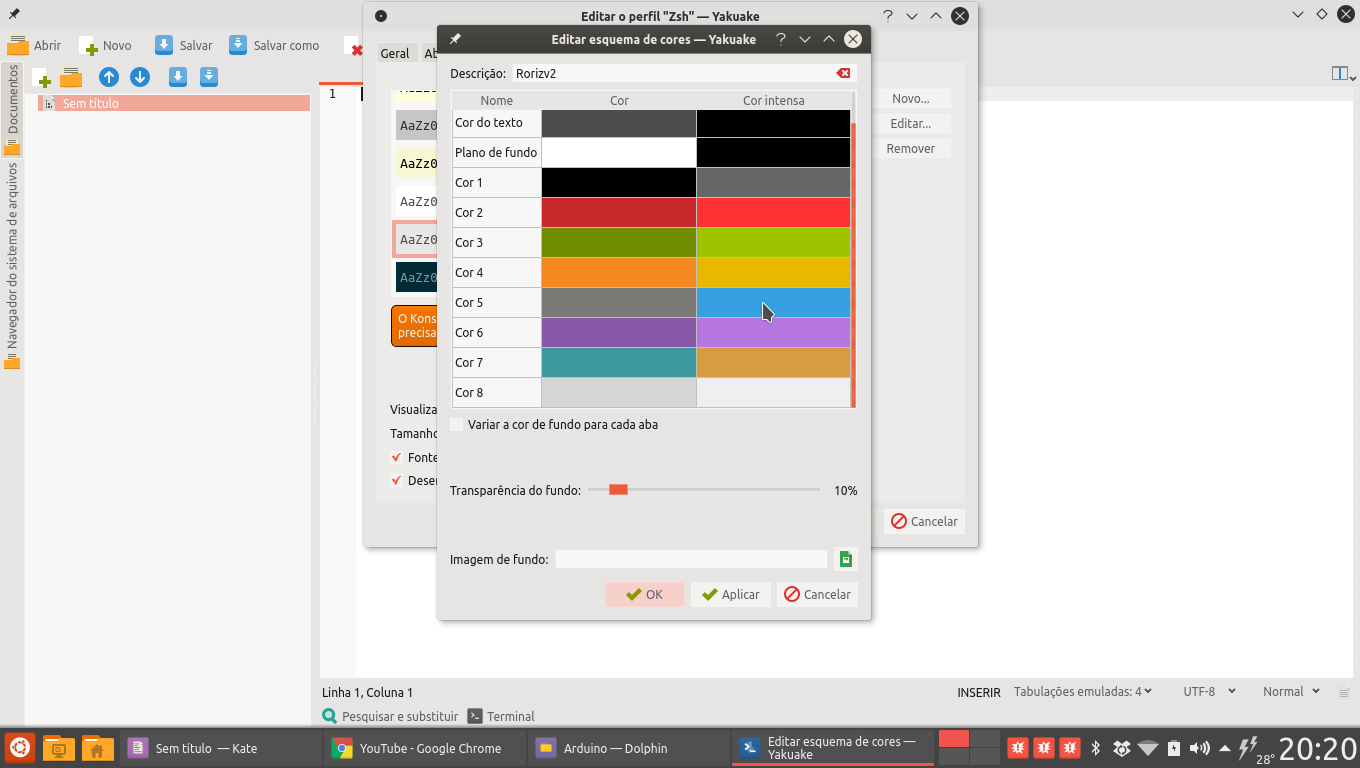 Editar o perfil "Zsh" — Yakuake
?
Abrir
Novo
Salvar
Salvar como
Geral
Editar esquema de cores — Yakuake
?
Descrição:
Rorizv2
Nome
Cor
Cor intensa
Cor do texto
Plano de fundo
Cor 1
Cor 2
Cor 3
Cor 4
Cor 5
Cor 6
Cor 7
Cor 8
Variar a cor de fundo para cada aba
Transparência do fundo:
10%
Imagem de fundo:
OK
Aplicar
Cancelar
Novo...
Editar...
Remover
Cancelar
AaZz0
AaZz0
AaZz0
AaZz0
AaZz0
O Kons
precisa
Visualiza
Tamanho
Fonte
Deser
Documentos
Navegador do sistema de arquivos
Sem título
1
Linha 1, Coluna 1
INSERIR
Tabulações emuladas: 4
UTF-8
Normal
Pesquisar e substituir
Terminal
Sem título — Kate
YouTube - Google Chrome
Arduino — Dolphin
Editar esquema de cores —
Yakuake
28°
20:20